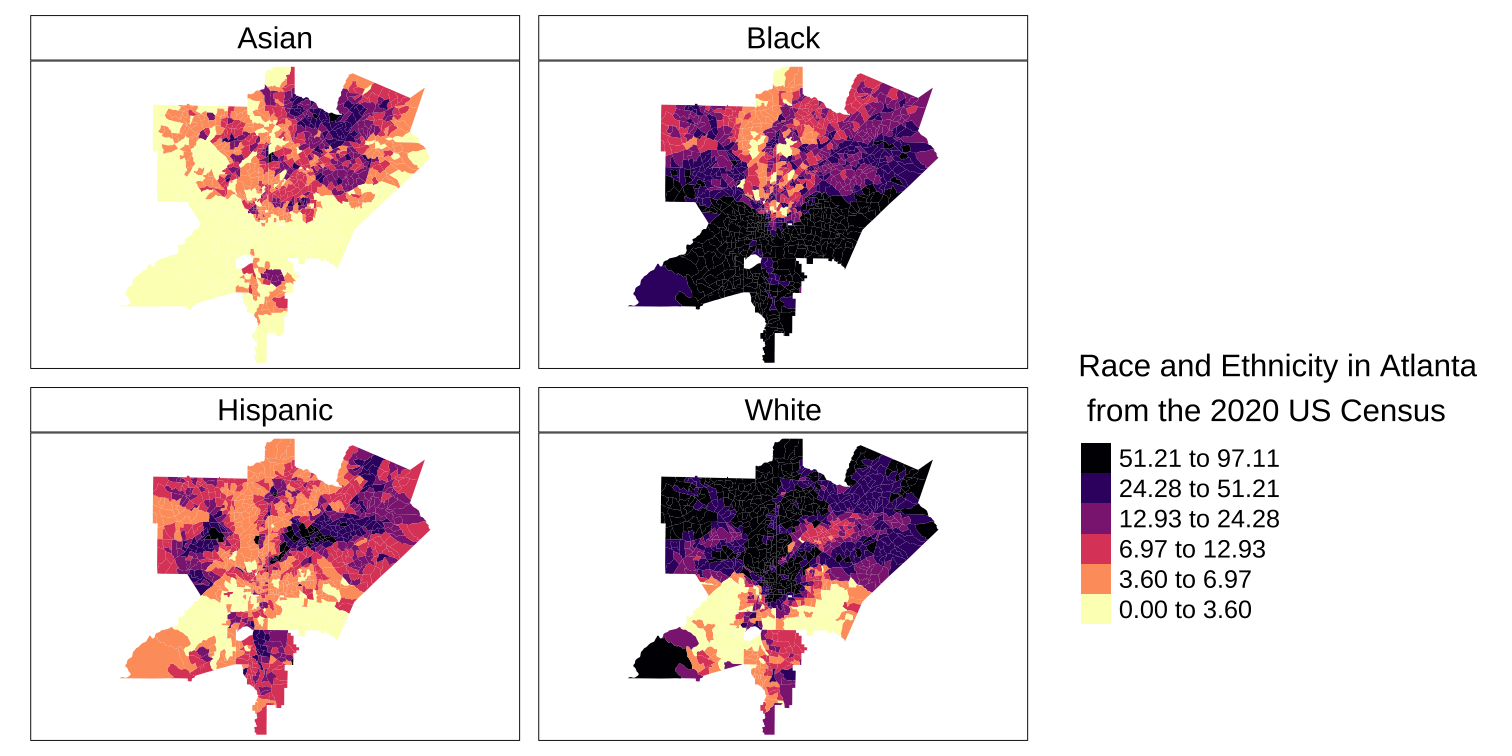 Asian
Black
Hispanic
White
Race and Ethnicity in Atlanta
from the 2020 US Census
51.21 to 97.11
24.28 to 51.21
12.93 to 24.28
6.97 to 12.93
3.60 to 6.97
0.00 to 3.60